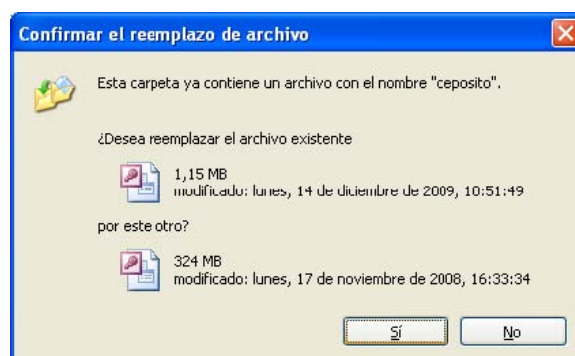 Confirmar el reemplazo de archivo
Esta carpeta ya contiene un archivo con el nombre "ceposito".
¿Desea reemplazar el archivo existente
1,15 MB
modificado: lunes, 14 de diciembre de 2009, 10:51:49
por este otro?
324 MB
modificado: lunes, 17 de noviembre de 2008, 16:33:34
Sí
No